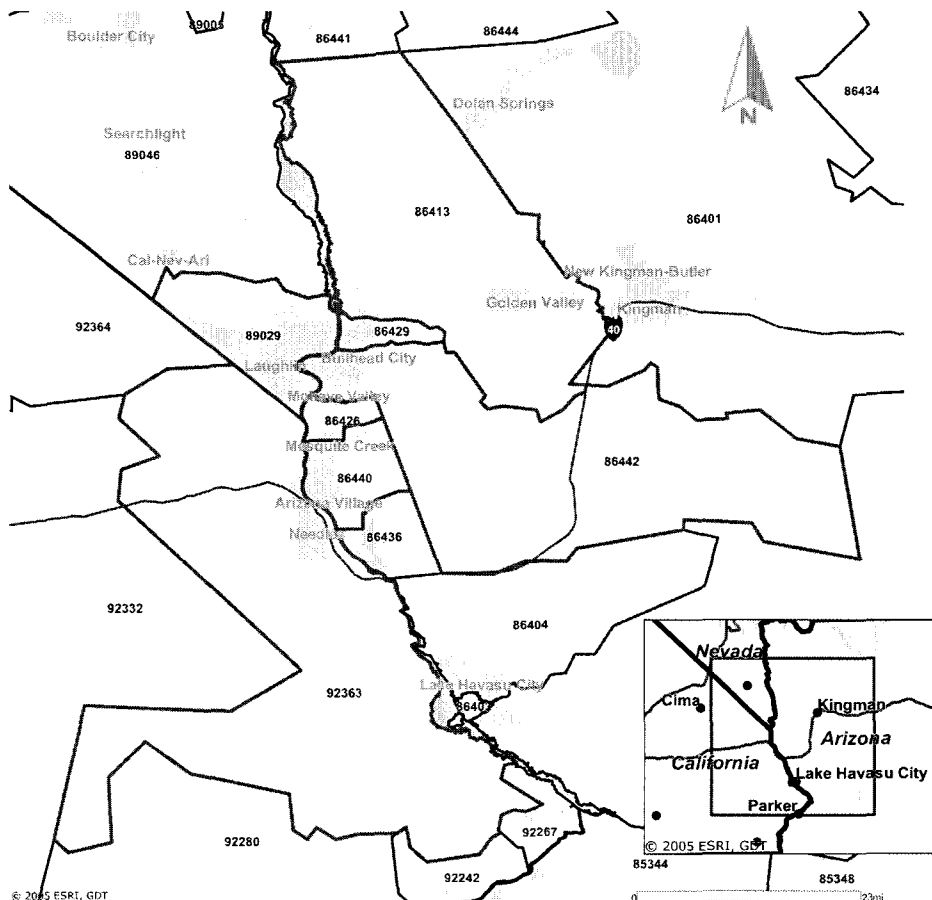 89005
Boulder City
86441
86444
86434
Dolan Springs
Searchlight
89046
N
86413
86401
Cal-Nev-Ari
New Kingman-Butler
Golden Valley
Kingman
92364
89029
86429
40
Bullhead City
Laughlin
Mohave Valley
86426
Mesquite Creek
86442
86440
Arizona Village
Needles
86436
92332
86404
92363
Lake Havasu City
Nevada
Cima
Kingman
Arizona
California
Lake Havasu City
Parker
© 2005 ESRI, GDT
92280
92267
92242
85344
85348
© 2005 ESRI, GDT
0
23mi